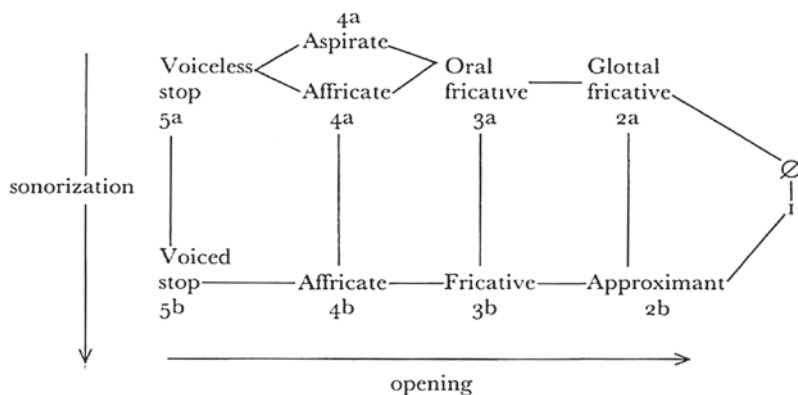 4a
Aspirate
Voiceless
stop
5a
Affricate
4a
Oral
fricative
3a
Glottal
fricative
2a
Ø
1
sonorization
Voiced
stop
5b
Affricate
4b
Fricative
3b
Approximant
2b
opening